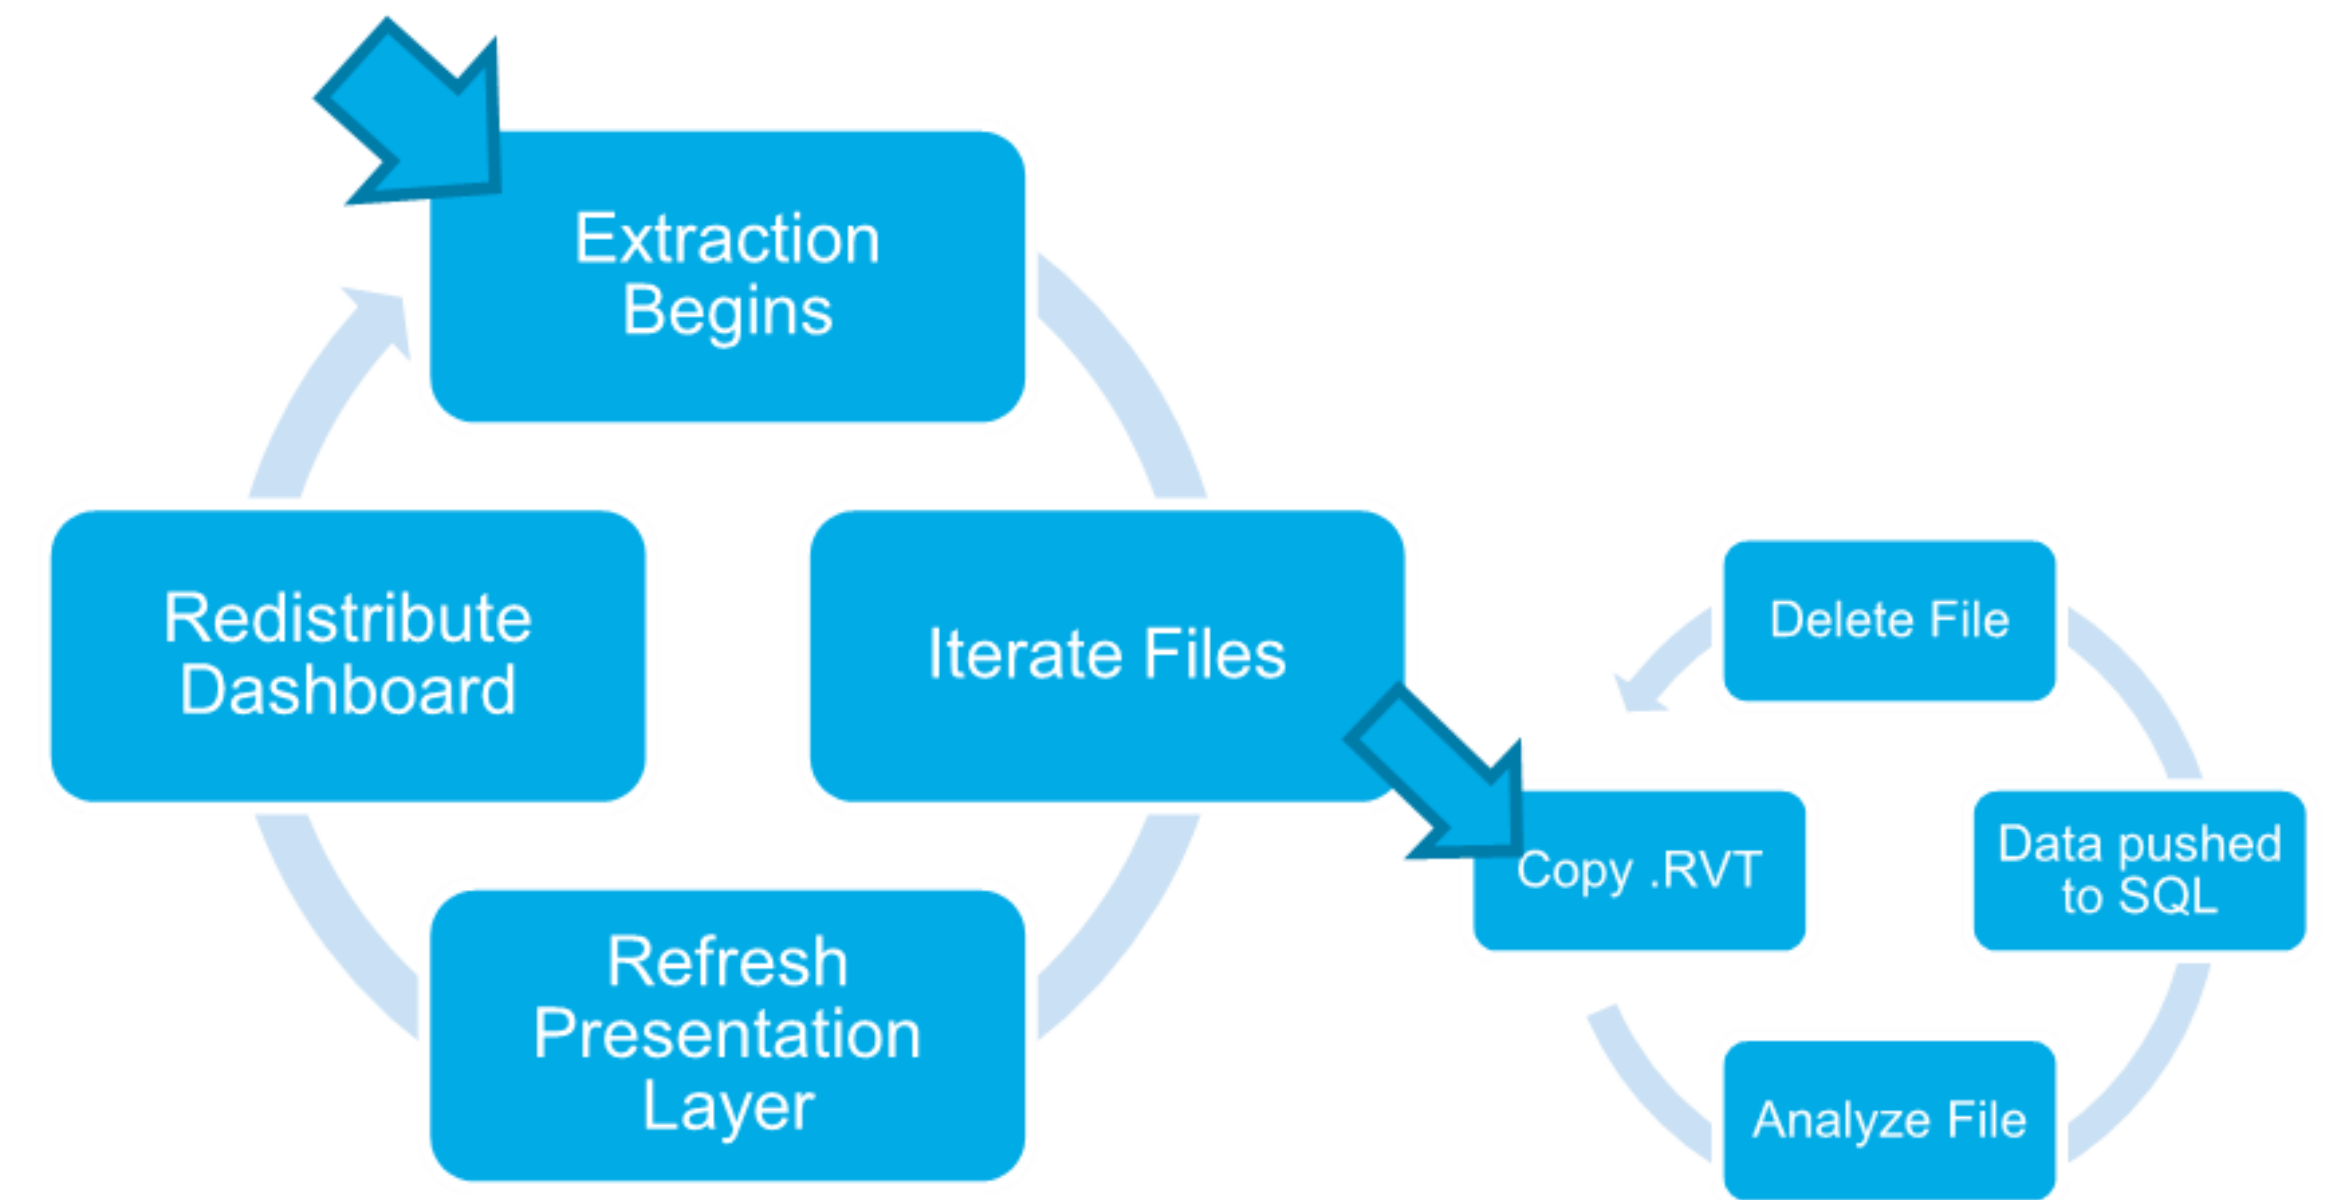 Extraction
Begins
Redistribute
Dashboard
Iterate Files
Refresh
Presentation
Layer
Delete File
Copy .RVT
Data pushed
to SQL
Analyze File